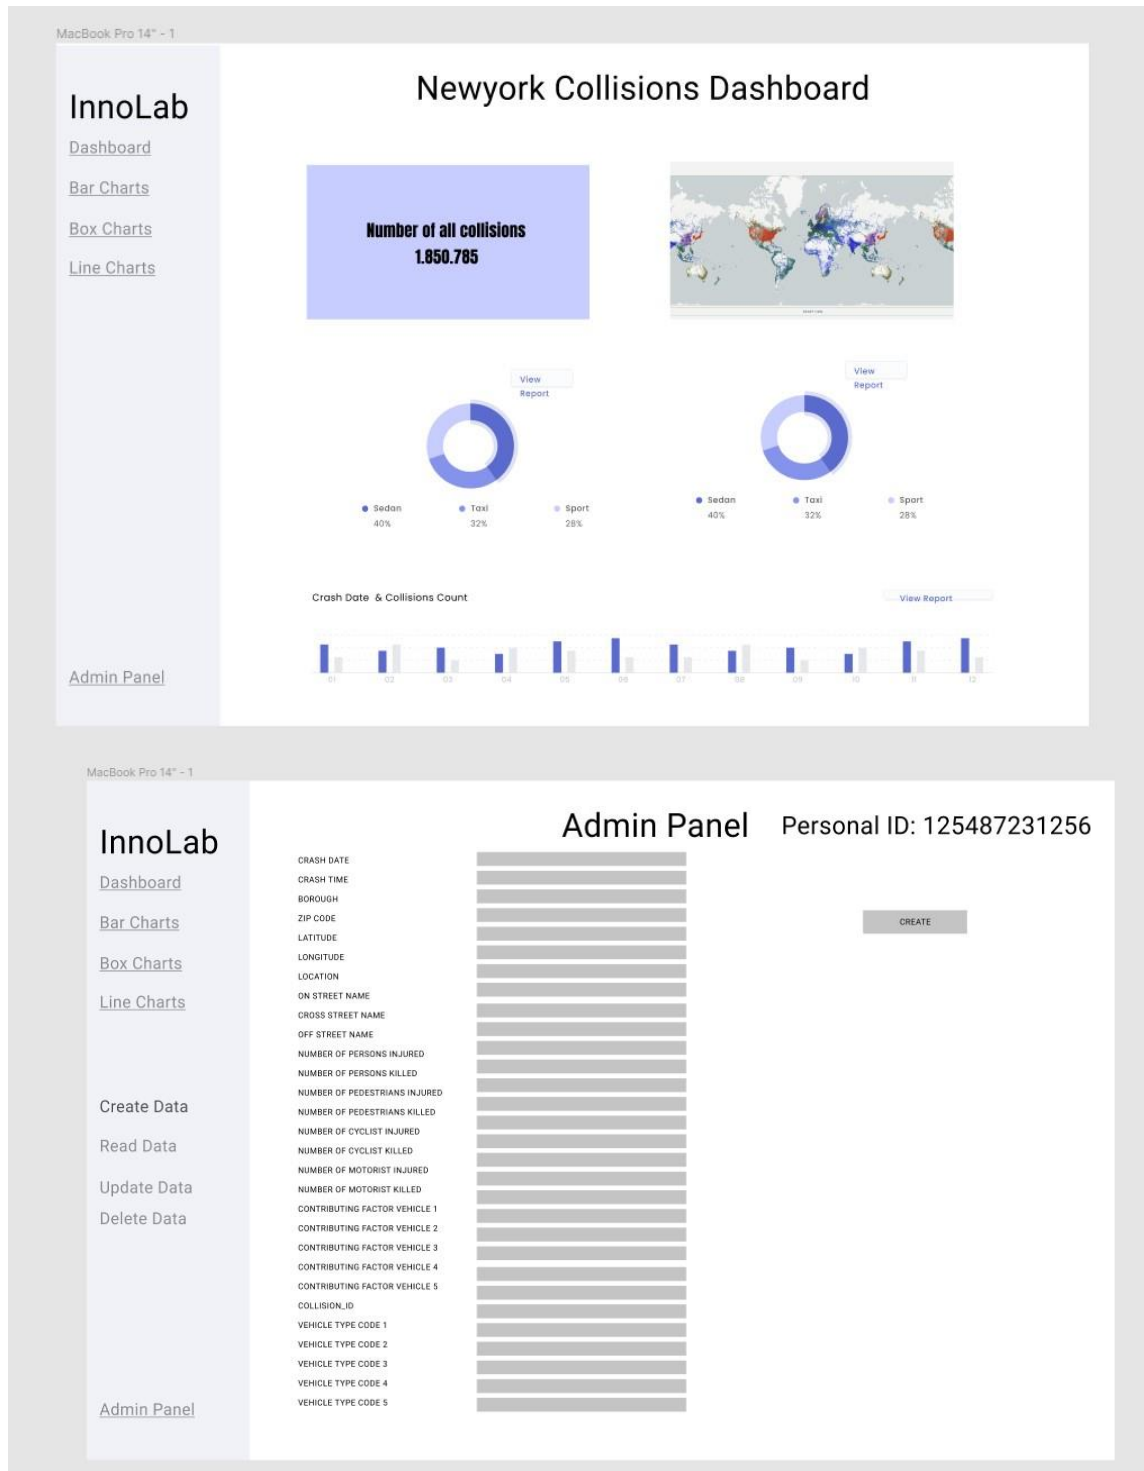 MacBook Pro 14" - 1
InnoLab
Dashboard
Bar Charts
Box Charts
Line Charts
Admin Panel
Newyork Collisions Dashboard
Number of all collisions
1.850.785
View
Report
Sedan Taxi Sport
40% 32% 28%
View
Report
Sedan Taxi Sport
40% 32% 28%
Crash Date & Collisions Count
View Report
01 02 03 04 05 06 07 08 09 10 11 12
MacBook Pro 14" - 1
InnoLab
Dashboard
Bar Charts
Box Charts
Line Charts
Create Data
Read Data
Update Data
Delete Data
Admin Panel
Admin Panel
Personal ID: 125487231256
CRASH DATE
CRASH TIME
BOROUGH
ZIP CODE
LATITUDE
LONGITUDE
LOCATION
ON STREET NAME
CROSS STREET NAME
OFF STREET NAME
NUMBER OF PERSONS INJURED
NUMBER OF PERSONS KILLED
NUMBER OF PEDESTRIANS INJURED
NUMBER OF PEDESTRIANS KILLED
NUMBER OF CYCLIST INJURED
NUMBER OF CYCLIST KILLED
NUMBER OF MOTORIST INJURED
NUMBER OF MOTORIST KILLED
CONTRIBUTING FACTOR VEHICLE 1
CONTRIBUTING FACTOR VEHICLE 2
CONTRIBUTING FACTOR VEHICLE 3
CONTRIBUTING FACTOR VEHICLE 4
CONTRIBUTING FACTOR VEHICLE 5
COLLISION_ID
VEHICLE TYPE CODE 1
VEHICLE TYPE CODE 2
VEHICLE TYPE CODE 3
VEHICLE TYPE CODE 4
VEHICLE TYPE CODE 5
CREATE